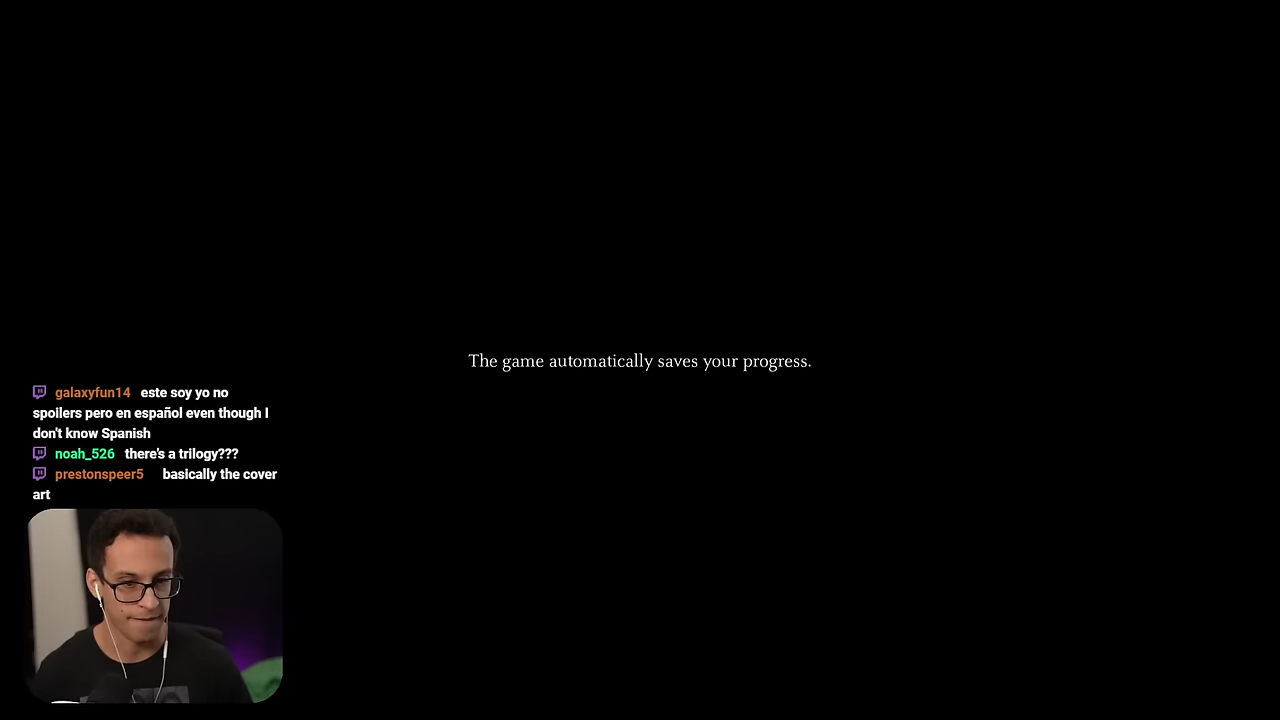 The game automatically saves your progress.
galaxyfun14 este soy yo no
spoilers pero en español even though I
don't know Spanish
noah_526 there's a trilogy???
prestonspeer5 basically the cover
art